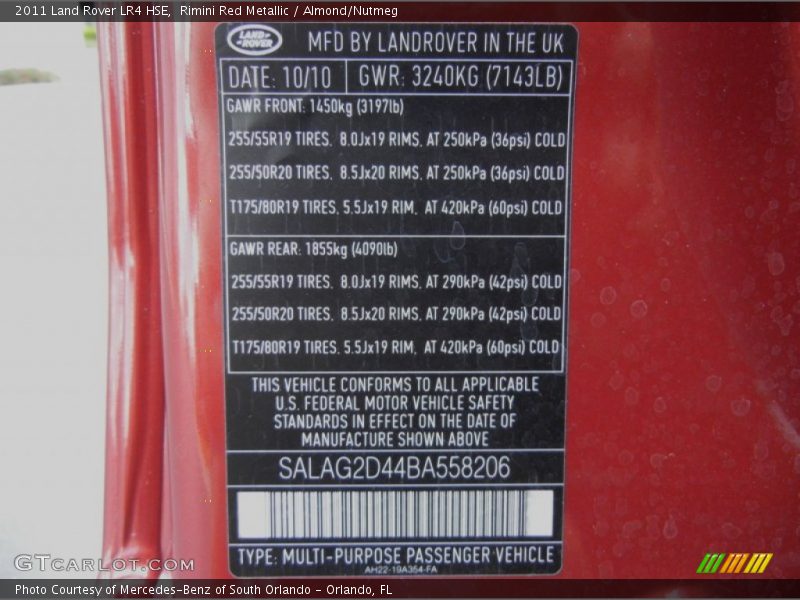 2011 Land Rover LR4 HSE, Rimini Red Metallic / Almond/Nutmeg
LAND-
ROVER
MFD BY LANDROVER IN THE UK
DATE: 10/10 GWR: 3240KG (7143LB)
GAWR FRONT: 1450kg (3197lb)
255/55R19 TIRES, 8.0Jx19 RIMS, AT 250kPa (36psi) COLD
255/50R20 TIRES, 8.5Jx20 RIMS, AT 250kPa (36psi) COLD
T175/80R19 TIRES, 5.5Jx19 RIM, AT 420kPa (60psi) COLD
GAWR REAR: 1855kg (4090lb)
255/55R19 TIRES, 8.0Jx19 RIMS, AT 290kPa (42psi) COLD
255/50R20 TIRES, 8.5Jx20 RIMS, AT 290kPa (42psi) COLD
T175/80R19 TIRES, 5.5Jx19 RIM, AT 420kPa (60psi) COLD
THIS VEHICLE CONFORMS TO ALL APPLICABLE
U.S. FEDERAL MOTOR VEHICLE SAFETY
STANDARDS IN EFFECT ON THE DATE OF
MANUFACTURE SHOWN ABOVE
SALAG2D44BA558206
TYPE: MULTI-PURPOSE PASSENGER VEHICLE
AH22-19A354-FA
GTCARLOT.COM
Photo Courtesy of Mercedes-Benz of South Orlando - Orlando, FL